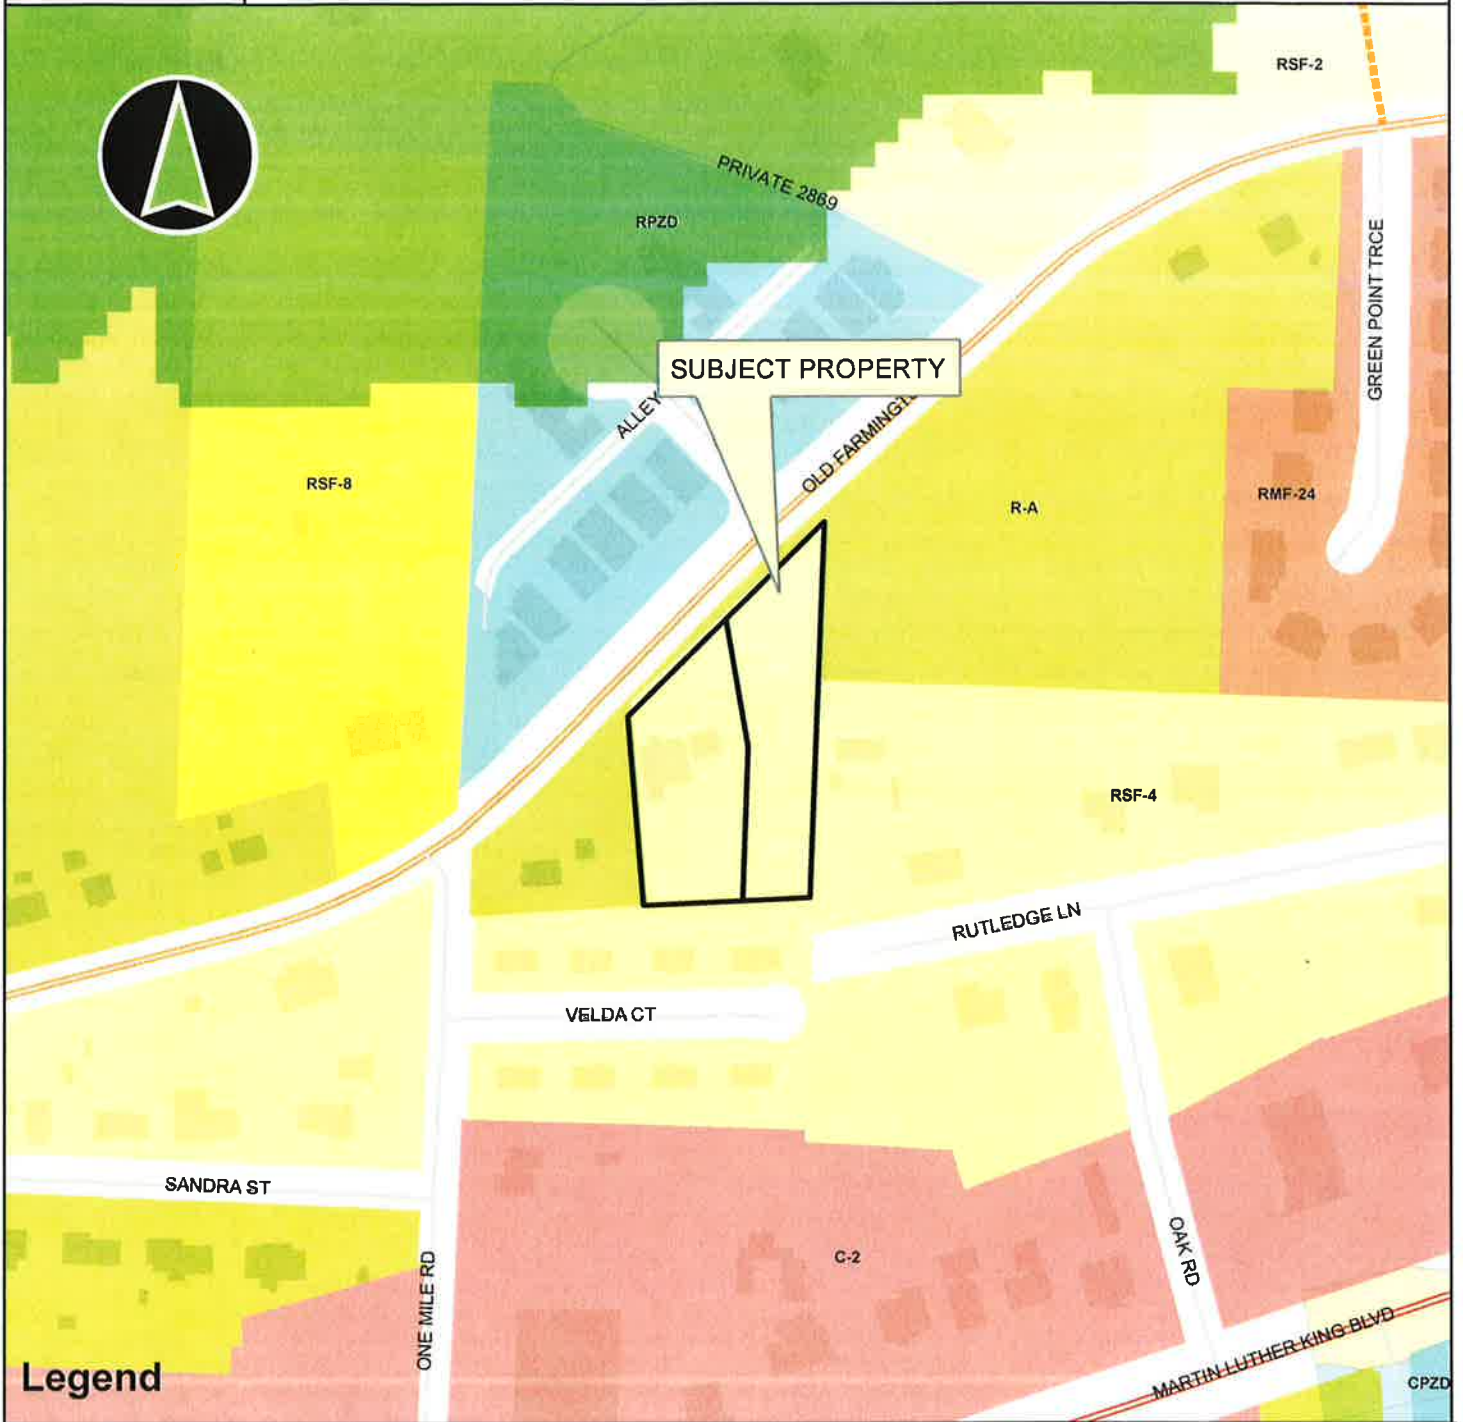 RSF-2
PRIVATE 2869
RPZD
GREEN POINT TRCE
SUBJECT PROPERTY
ALLEY
OLD FARMINGT
RSF-8
R-A
RMF-24
RSF-4
RUTLEDGE LN
VELDA CT
SANDRA ST
OAK RD
C-2
ONE MILE RD
MARTIN LUTHER KING BLVD
Legend
CPZD